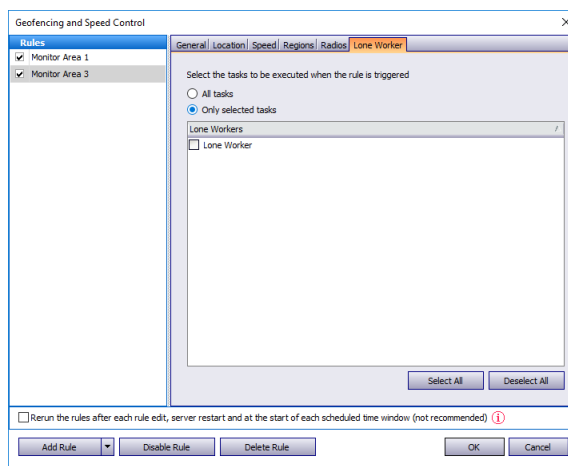 Geofencing and Speed Control
Rules
Monitor Area 1
Monitor Area 3
General Location Speed Regions Radios Lone Worker
Select the tasks to be executed when the rule is triggered
All tasks
Only selected tasks
Lone Workers /
Lone Worker
Select All Deselect All
Rerun the rules after each rule edit, server restart and at the start of each scheduled time window (not recommended) i
Add Rule Disable Rule Delete Rule OK Cancel